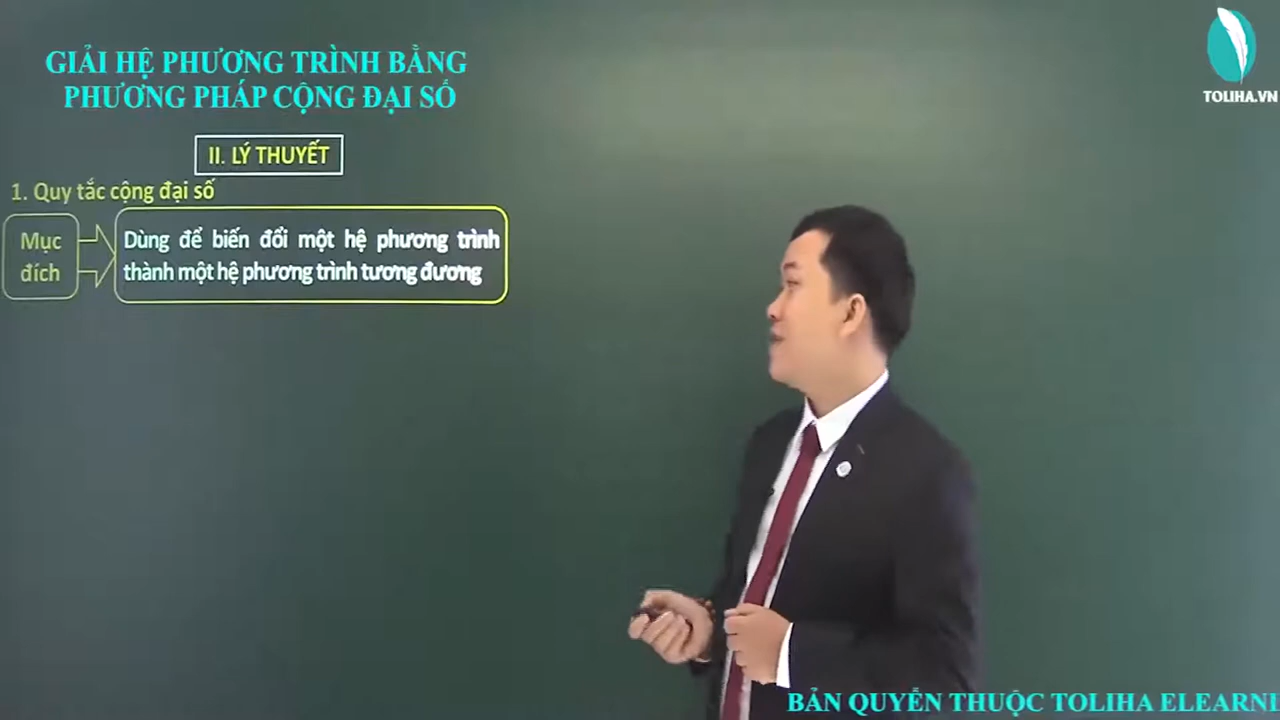 GIẢI HỆ PHƯƠNG TRÌNH BẰNG
PHƯƠNG PHÁP CỘNG ĐẠI SỐ
TOLIHA.VN
II. LÝ THUYẾT
1. Quy tắc cộng đại số
Mục
đích
Dùng để biến đổi một hệ phương trình
thành một hệ phương trình tương đương
BẢN QUYỀN THUỘC TOLIHA ELEARNI